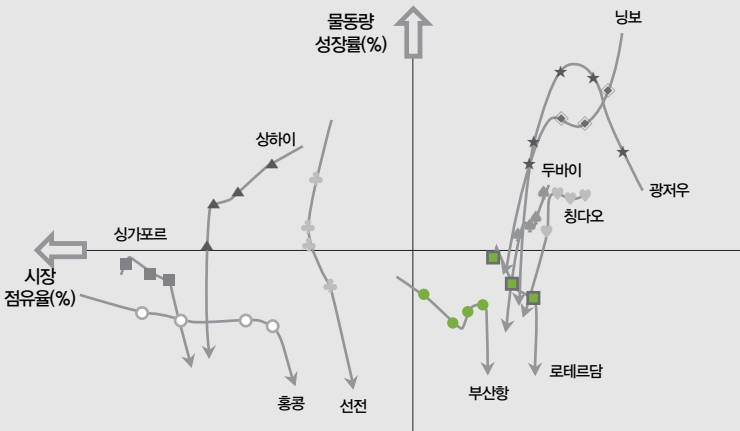 닝보
물동량
성장률(%)
상하이
두바이
광저우
칭다오
싱가포르
시장
점유율(%)
로테르담
부산항
홍콩
선전